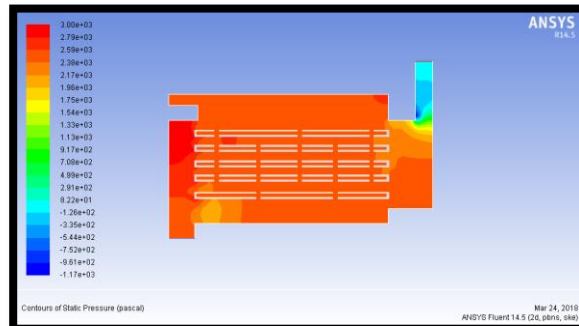 ANSYS
R14.5
3.00e+03
2.79e+03
2.59e+03
2.38e+03
2.17e+03
1.96e+03
1.75e+03
1.54e+03
1.33e+03
1.13e+03
9.17e+02
7.08e+02
4.99e+02
2.91e+02
8.22e+01
-1.26e+02
-3.35e+02
-5.44e+02
-7.52e+02
-9.61e+02
-1.17e+03
Contours of Static Pressure (pascal)
Mar 24, 2018
ANSYS Fluent 14.5 (2d, pbns, ske)